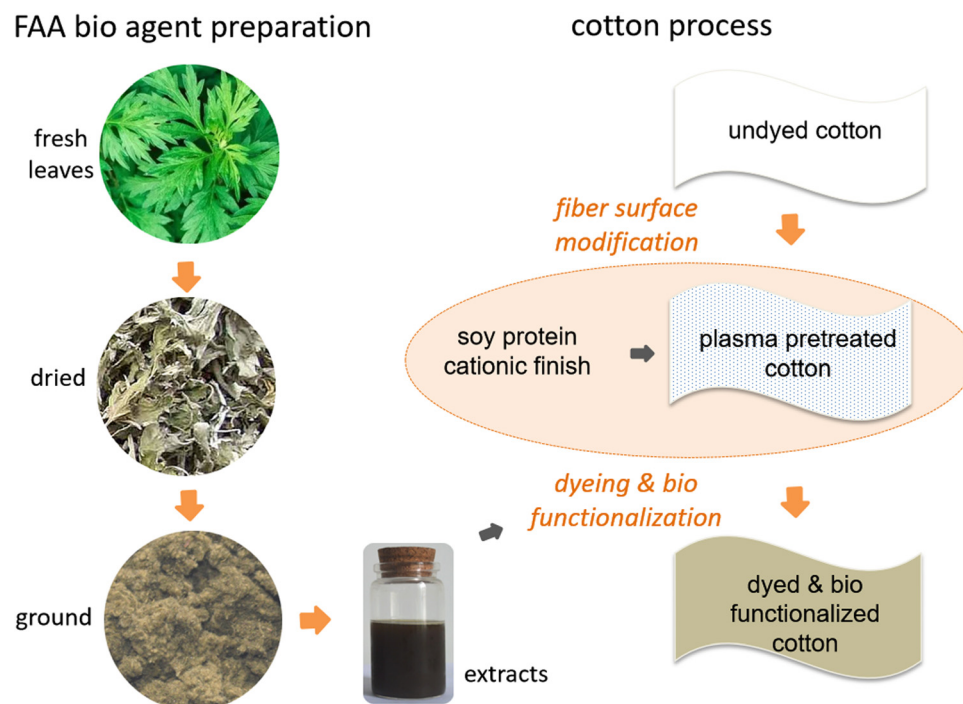 FAA bio agent preparation
cotton process
fresh
leaves
undyed cotton
fiber surface
modification
soy protein
cationic finish
plasma pretreated
cotton
dried
dyeing & bio
functionalization
ground
extracts
dyed & bio
functionalized
cotton